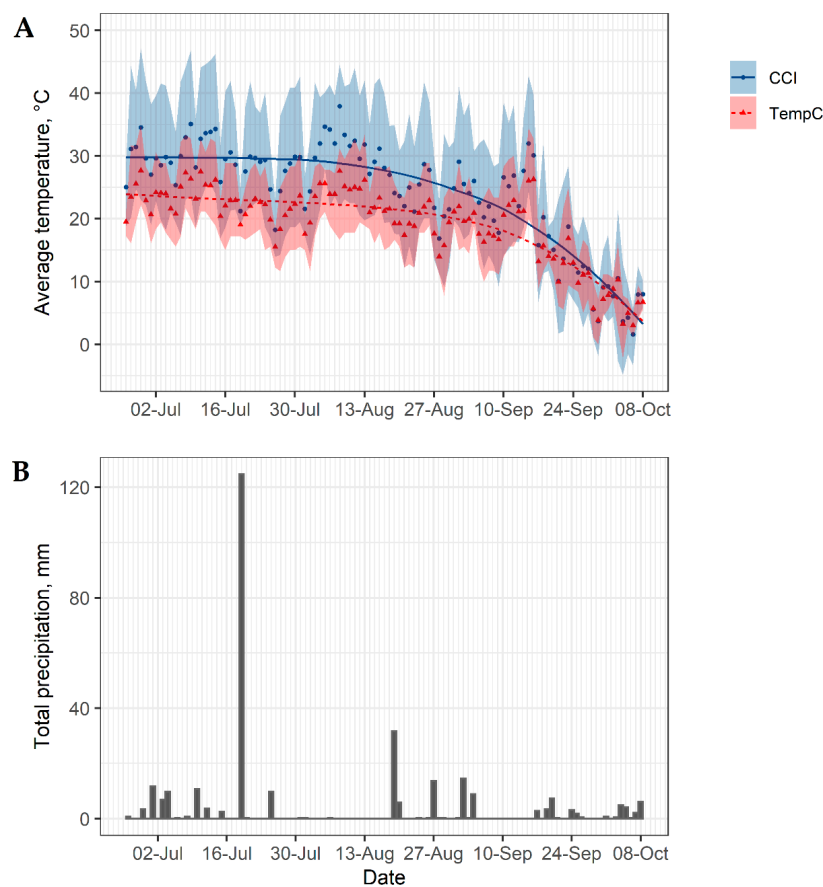 A
Average temperature, °C
50
40
30
20
10
0
02-Jul 16-Jul 30-Jul 13-Aug 27-Aug 10-Sep 24-Sep 08-Oct
CCI
TempC
B
Total precipitation, mm
120
80
40
0
02-Jul 16-Jul 30-Jul 13-Aug 27-Aug 10-Sep 24-Sep 08-Oct
Date